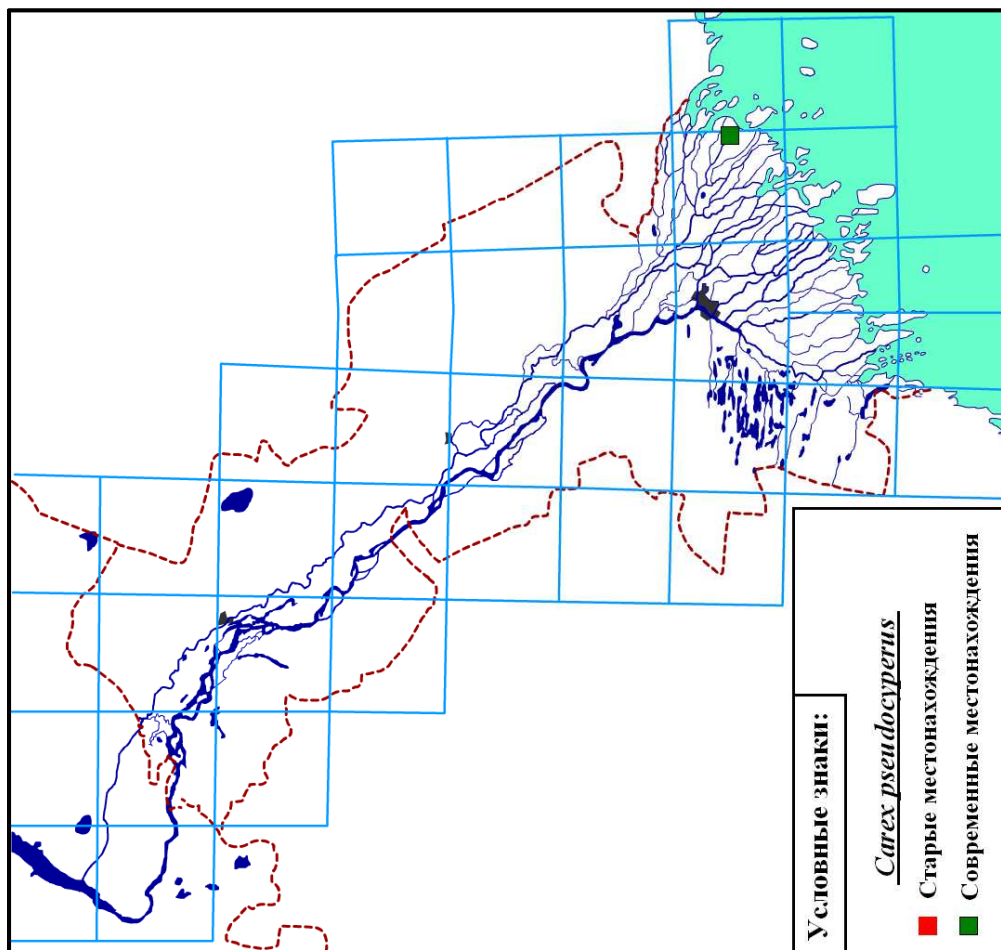 Условные знаки:
Carex pseudocyperus
Старые местонахождения
Современные местонахождения